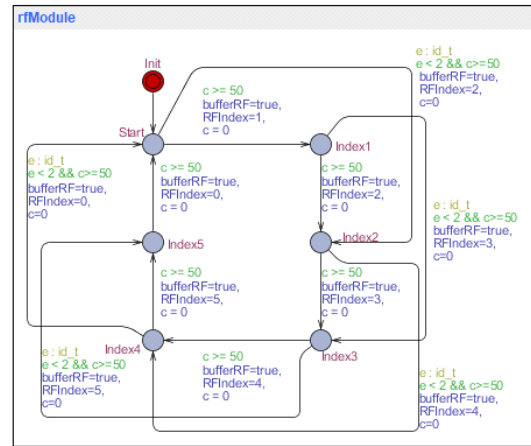 rfModule
Init
e : id_t
e < 2 && c>=50
bufferRF=true,
RFIndex=2,
c=0
c >= 50
bufferRF=true,
RFIndex=1,
c = 0
Start
Index1
e : id_t
e < 2 && c>=50
bufferRF=true,
RFIndex=0,
c=0
c >= 50
bufferRF=true,
RFIndex=0,
c = 0
c >= 50
bufferRF=true,
RFIndex=2,
c = 0
e : id_t
e < 2 && c>=50
bufferRF=true,
RFIndex=3,
c=0
Index5
Index2
c >= 50
bufferRF=true,
RFIndex=5,
c = 0
c >= 50
bufferRF=true,
RFIndex=3,
c = 0
Index4
Index3
e : id_t
e < 2 && c>=50
bufferRF=true,
RFIndex=5,
c=0
c >= 50
bufferRF=true,
RFIndex=4,
c = 0
e : id_t
e < 2 && c>=50
bufferRF=true,
RFIndex=4,
c=0